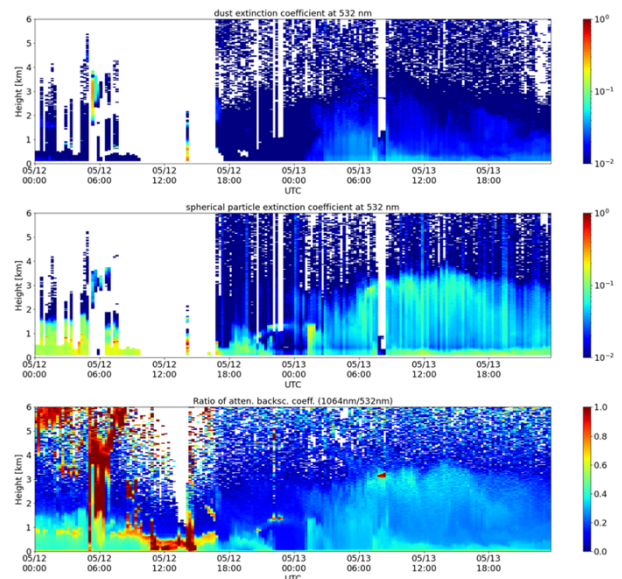 dust extinction coefficient at 532 nm
Height [km]
6
5
4
3
2
1
0
05/12 05/12 05/12 05/12 05/13 05/13 05/13 05/13
00:00 06:00 12:00 18:00 00:00 06:00 12:00 18:00
UTC
10⁰
10⁻¹
10⁻²
spherical particle extinction coefficient at 532 nm
Height [km]
6
5
4
3
2
1
0
05/12 05/12 05/12 05/12 05/13 05/13 05/13 05/13
00:00 06:00 12:00 18:00 00:00 06:00 12:00 18:00
UTC
10⁰
10⁻¹
10⁻²
Ratio of atten. backsc. coeff. (1064nm/532nm)
Height [km]
6
5
4
3
2
1
0
05/12 05/12 05/12 05/12 05/13 05/13 05/13 05/13
00:00 06:00 12:00 18:00 00:00 06:00 12:00 18:00
UTC
1.0
0.8
0.6
0.4
0.2
0.0